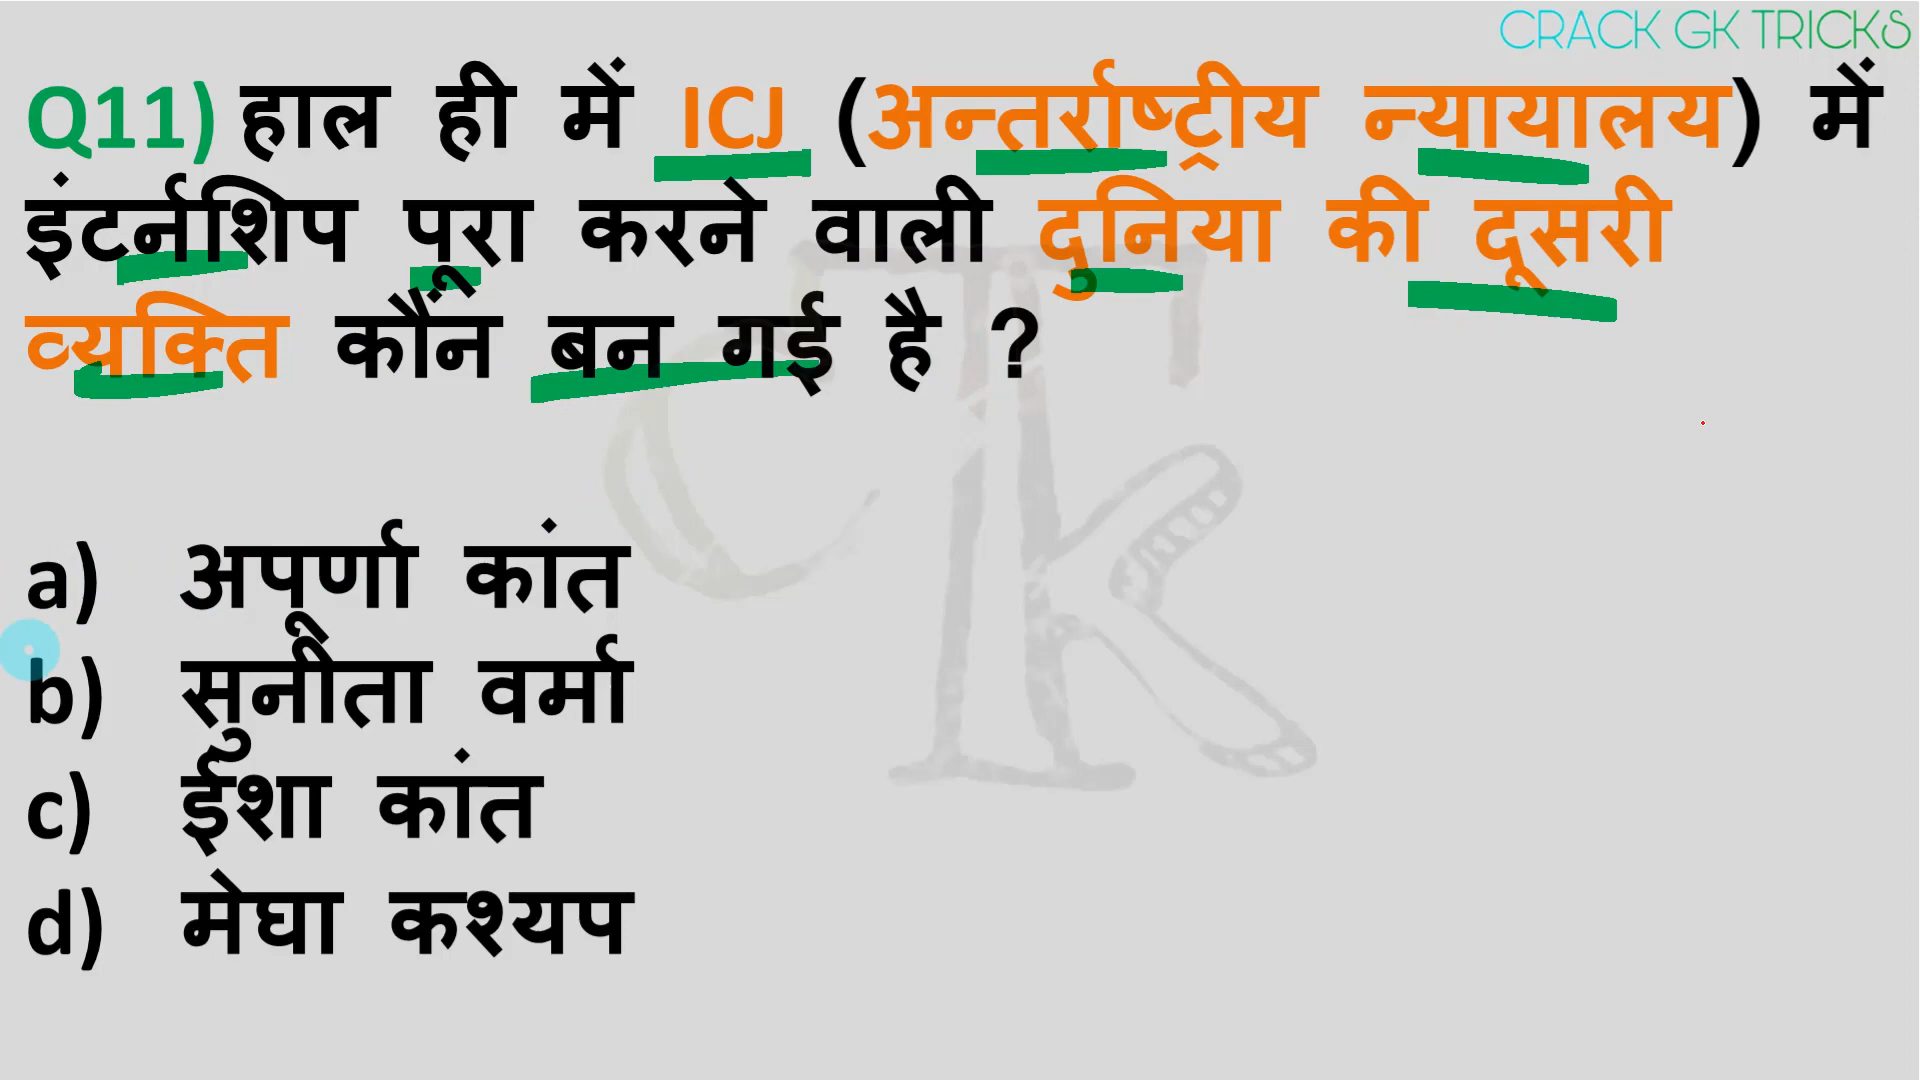 CRACK GK TRICKS
Q11) हाल ही में ICJ (अन्तर्राष्ट्रीय न्यायालय) में
इंटर्नशिप पूरा करने वाली दुनिया की दूसरी
व्यक्ति कौन बन गई है ?
a) अपूर्णा कांत
b) सुनीता वर्मा
c) ईशा कांत
d) मेघा कश्यप